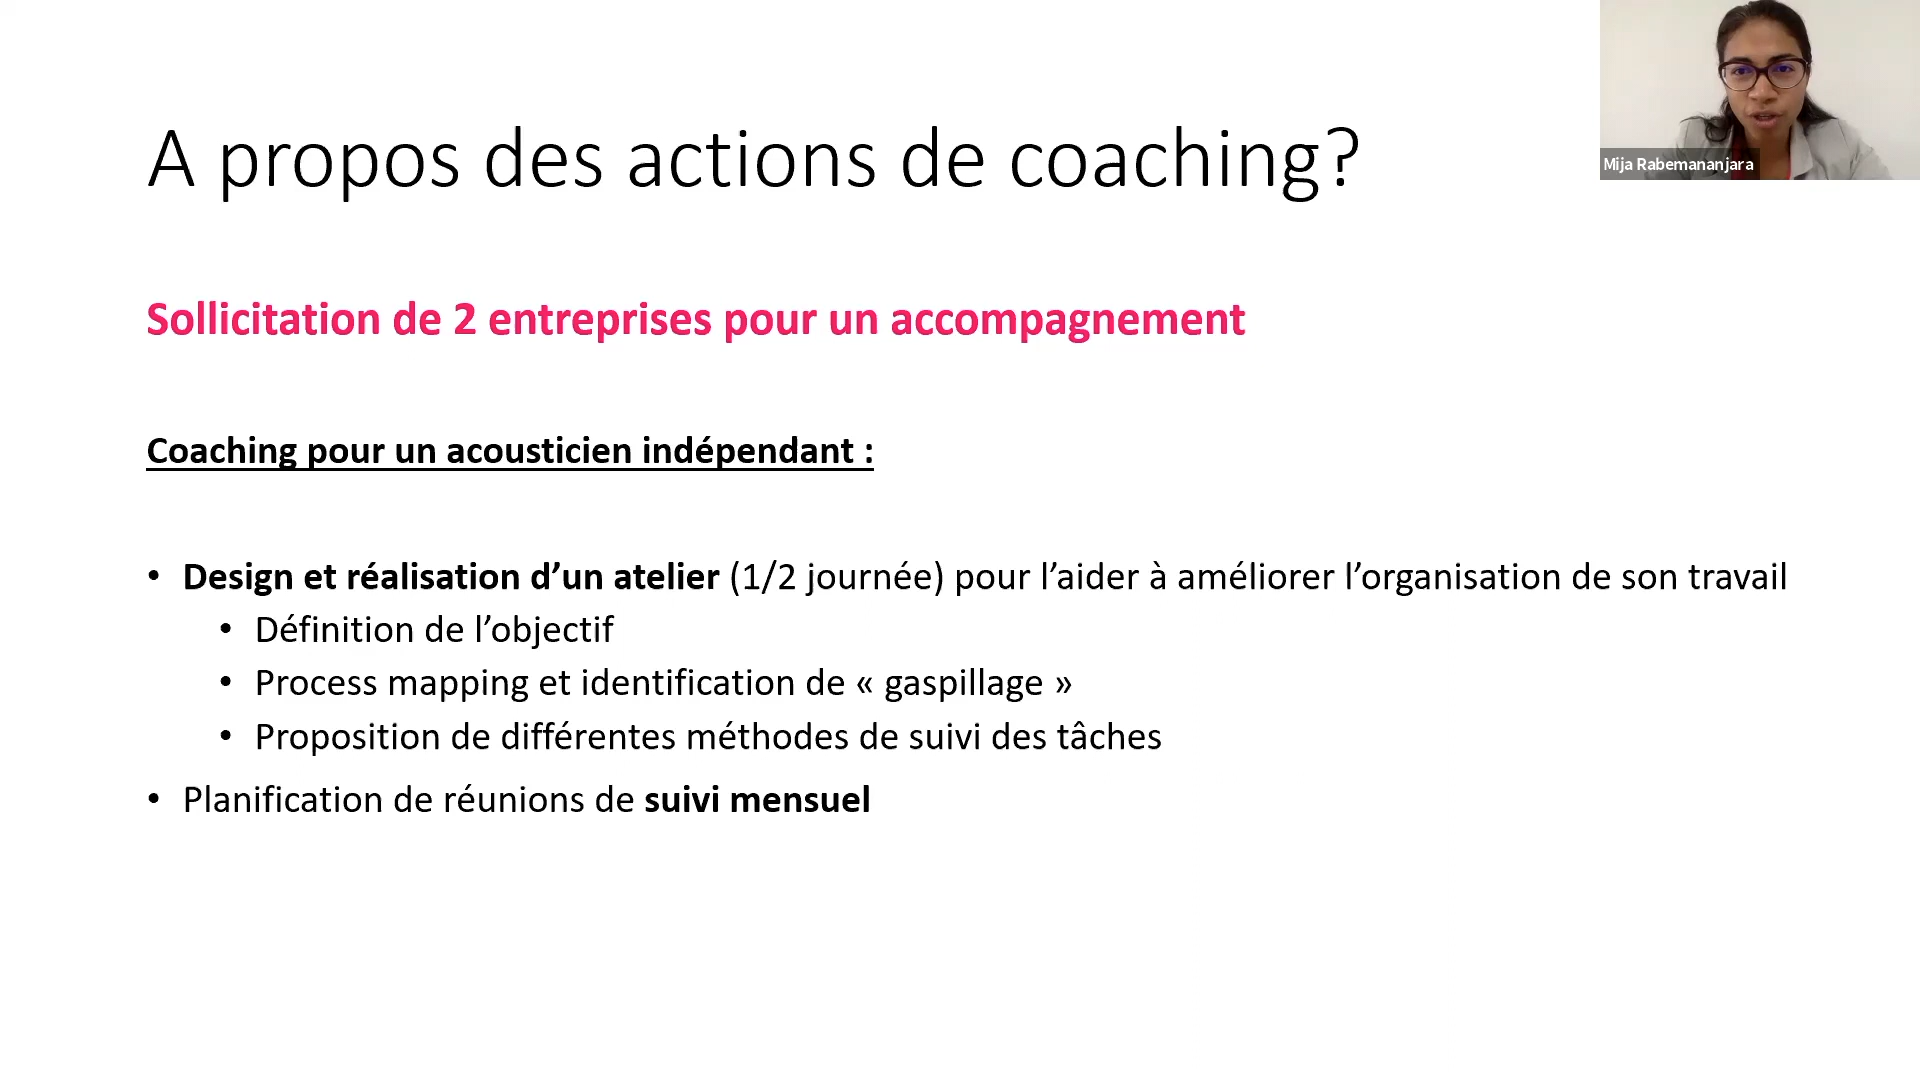 A propos des actions de coaching?
Mija Rabemananjara
Sollicitation de 2 entreprises pour un accompagnement
Coaching pour un acousticien indépendant :
• Design et réalisation d’un atelier (1/2 journée) pour l’aider à améliorer l’organisation de son travail
• Définition de l’objectif
• Process mapping et identification de « gaspillage »
• Proposition de différentes méthodes de suivi des tâches
• Planification de réunions de suivi mensuel